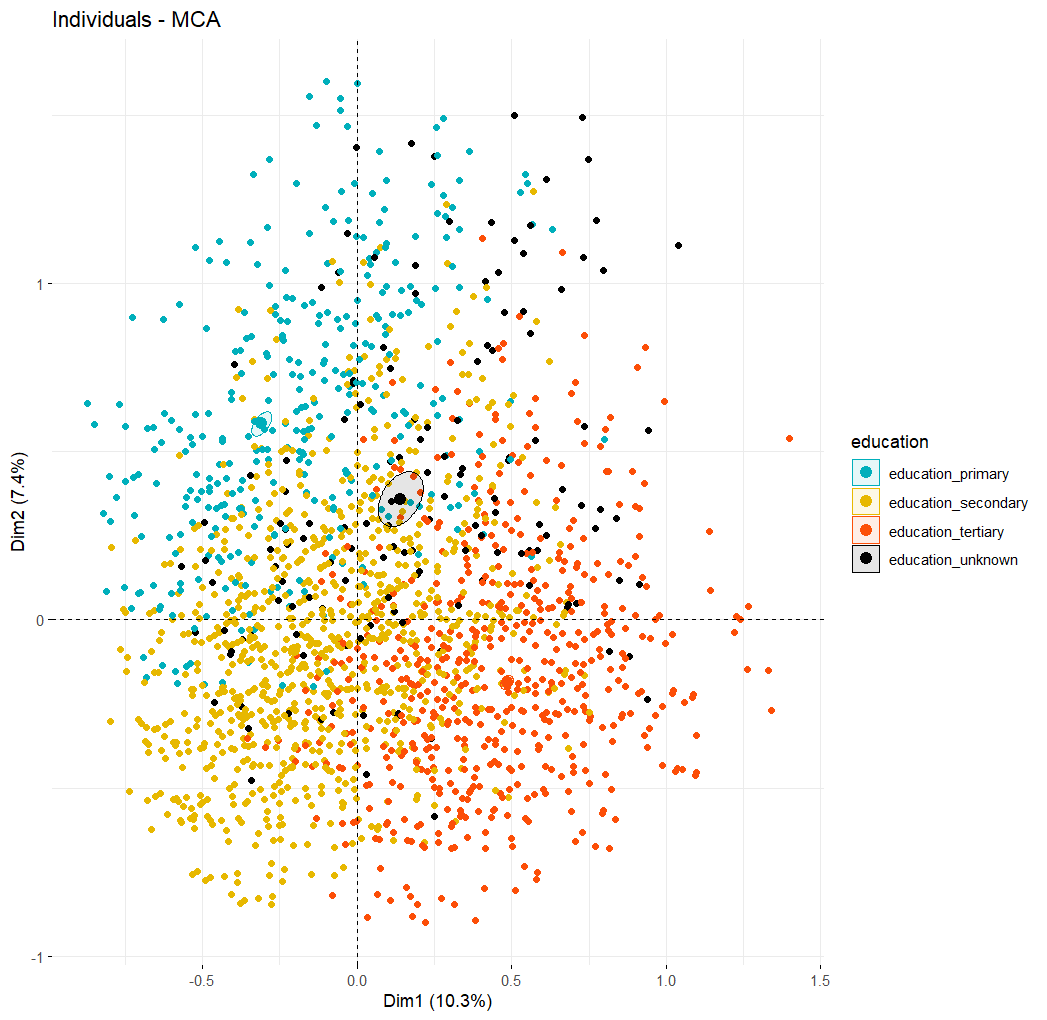 Individuals - MCA
Dim2 (7.4%)
1
0
-1
-0.5
0.0
0.5
1.0
1.5
Dim1 (10.3%)
education
education_primary
education_secondary
education_tertiary
education_unknown